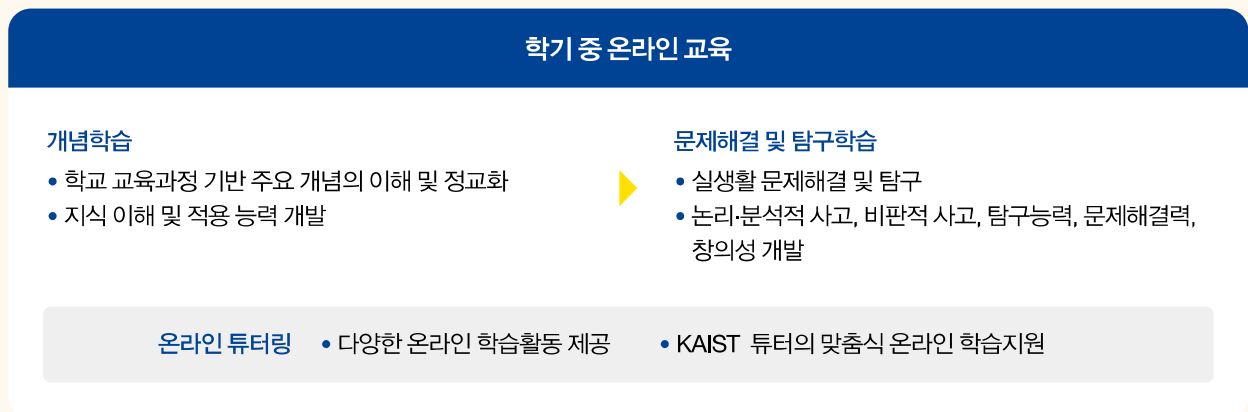 학기 중 온라인 교육
개념학습
• 학교 교육과정 기반 주요 개념의 이해 및 정교화
• 지식 이해 및 적용 능력 개발
문제해결 및 탐구학습
• 실생활 문제해결 및 탐구
• 논리·분석적 사고, 비판적 사고, 탐구능력, 문제해결력,
창의성 개발
온라인 튜터링 • 다양한 온라인 학습활동 제공 • KAIST 튜터의 맞춤식 온라인 학습지원